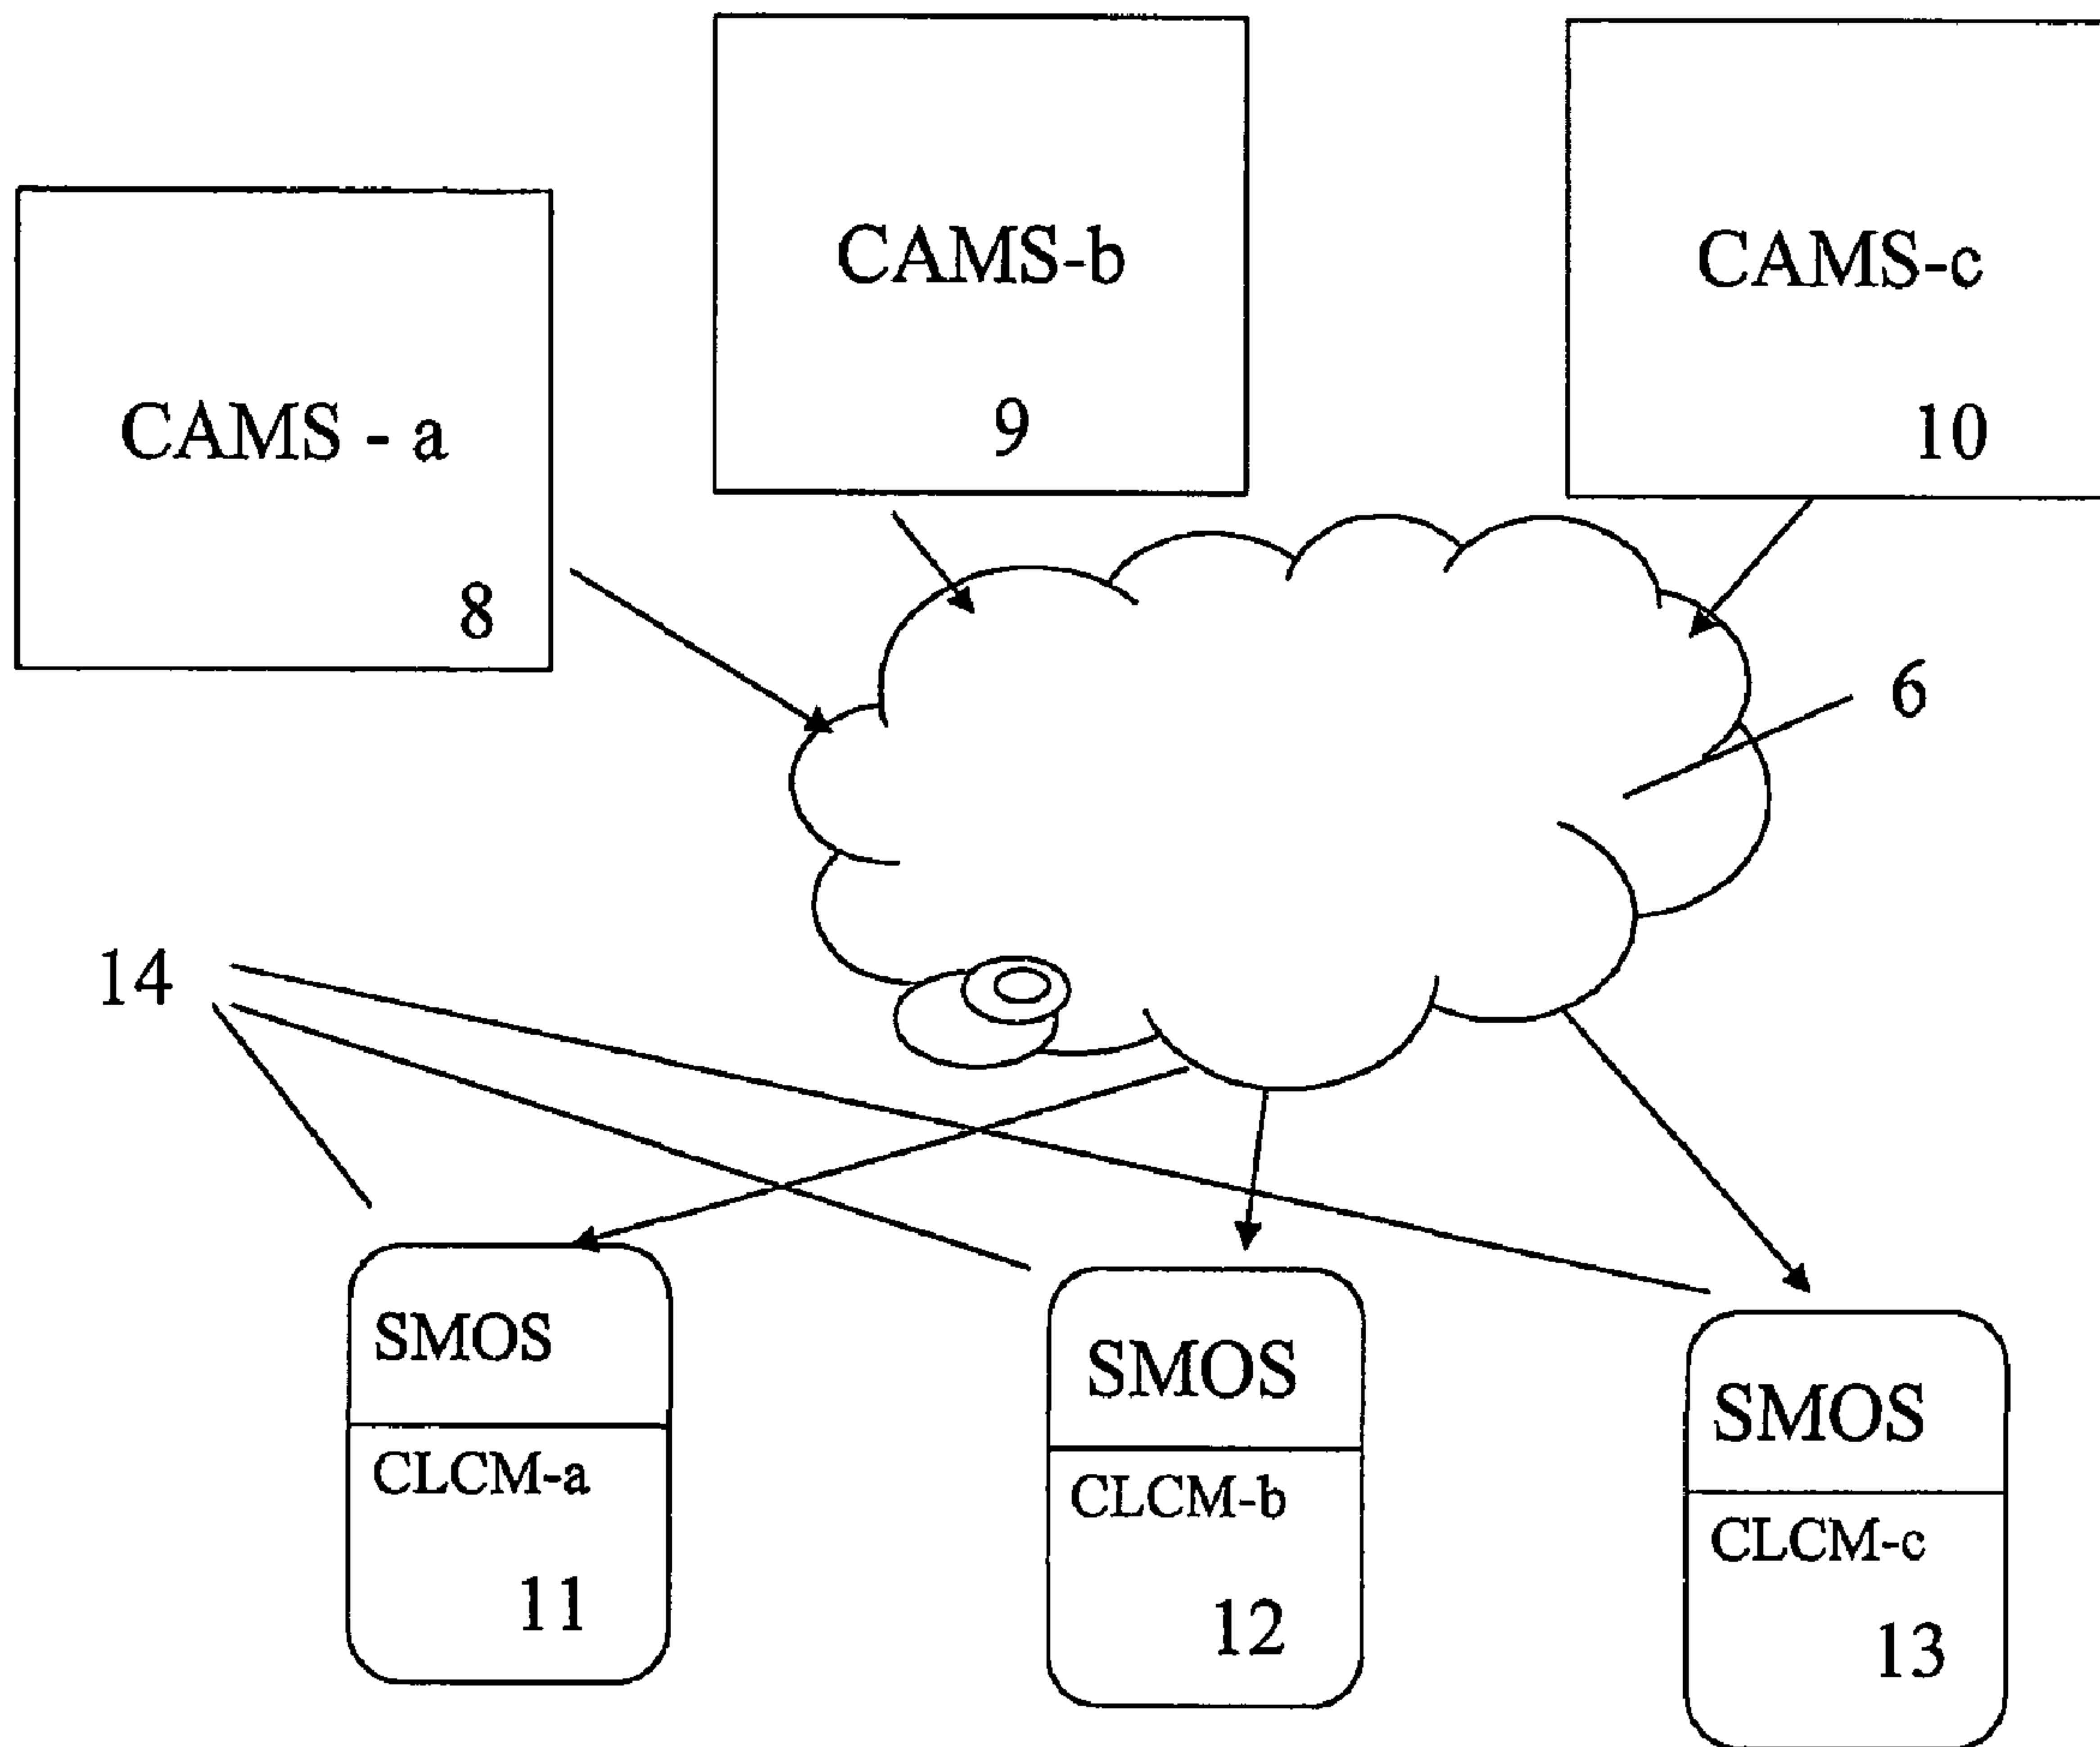 CAMS - a
8
CAMS-b
9
CAMS-c
10
6
14
SMOS
CLCM-a
11
SMOS
CLCM-b
12
SMOS
CLCM-c
13